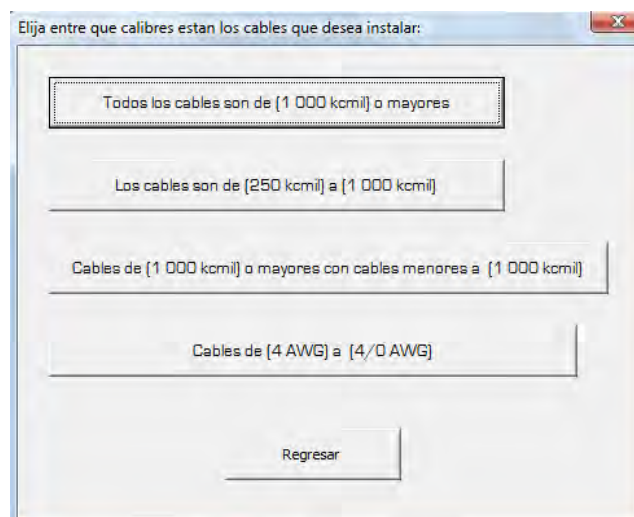 Elija entre que calibres estan los cables que desea instalar:
Todos los cables son de (1 000 kcmil) o mayores
Los cables son de (250 kcmil) a (1 000 kcmil)
Cables de (1 000 kcmil) o mayores con cables menores a (1 000 kcmil)
Cables de (4 AWG) a (4/0 AWG)
Regresar